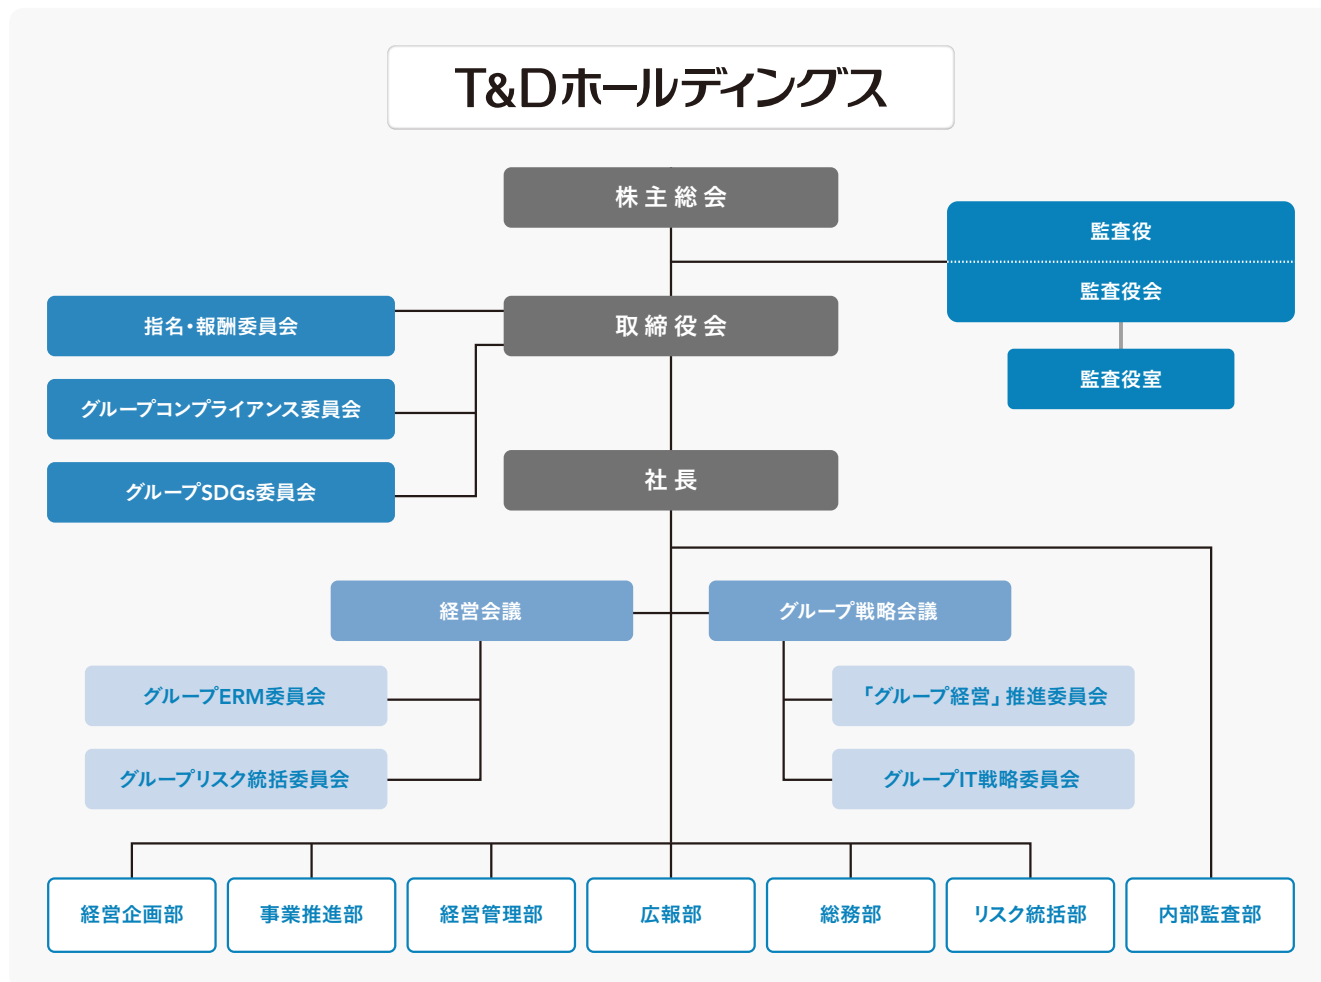 T&Dホールディングス
株主総会
監査役
監査役会
監査役室
取締役会
指名・報酬委員会
グループコンプライアンス委員会
グループSDGs委員会
社長
経営会議
グループ戦略会議
グループERM委員会
グループリスク統括委員会
「グループ経営」推進委員会
グループIT戦略委員会
経営企画部
事業推進部
経営管理部
広報部
総務部
リスク統括部
内部監査部